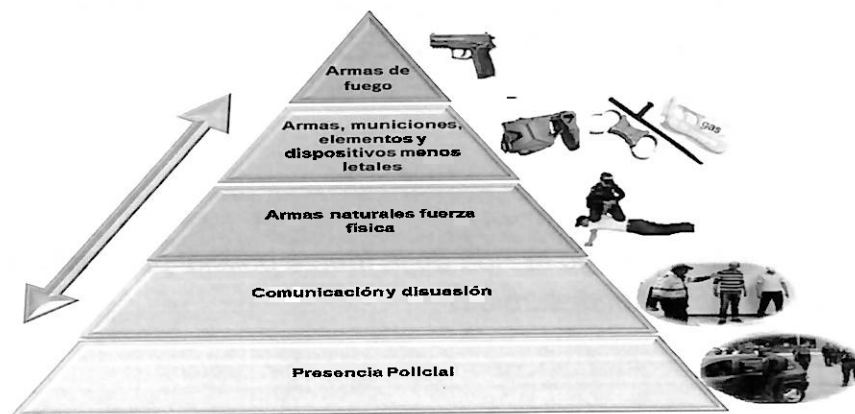 Armas de
fuego
Armas, municiones,
elementos y
dispositivos menos
letales
gas
Armas naturales fuerza
física
Comunicación y disuasión
Presencia Policial